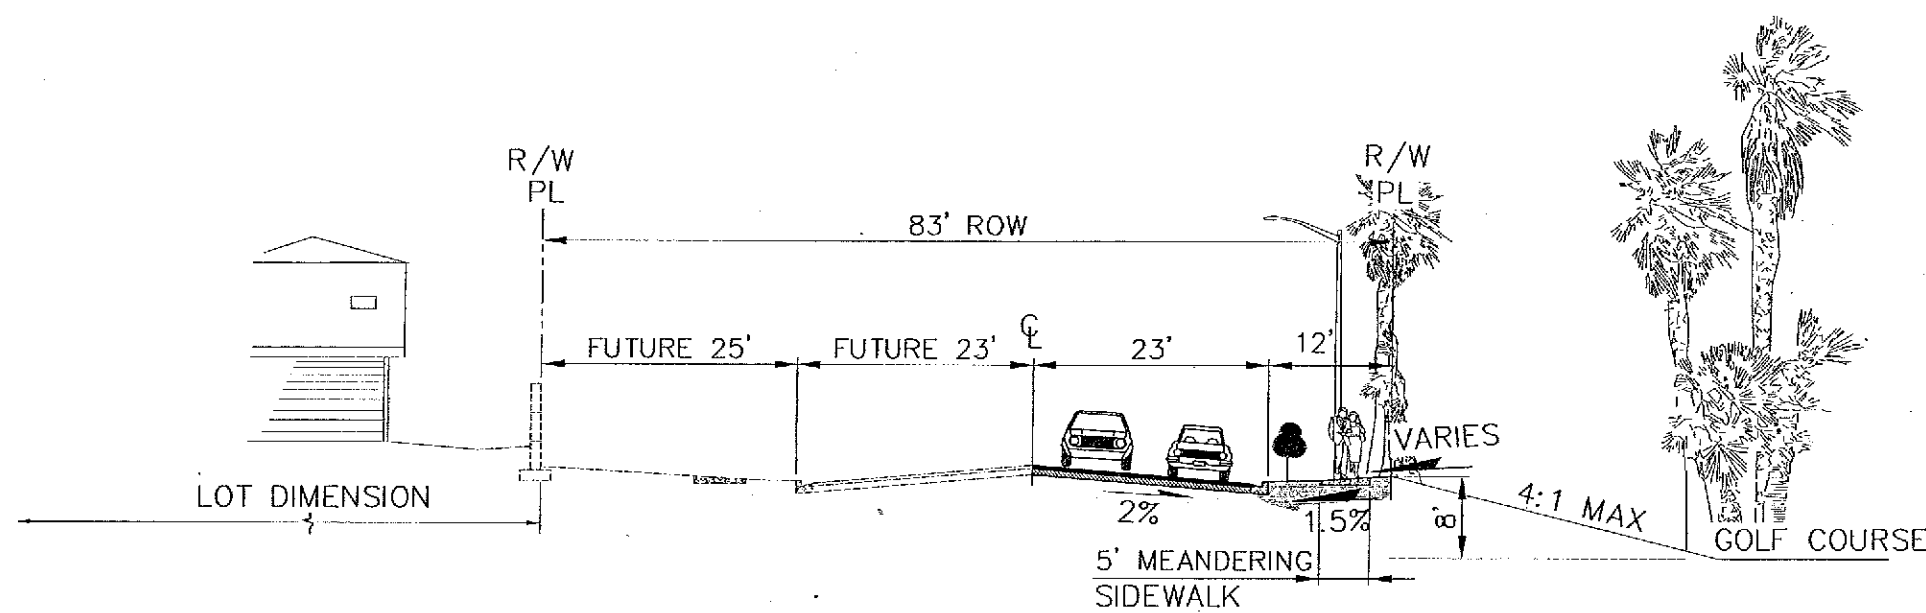 R/W
PL
R/W
PL
83' ROW
FUTURE 25'
FUTURE 23'
CL
23'
12'
VARIES
LOT DIMENSION
2%
1.5%
8'
4:1 MAX
GOLF COURSE
5' MEANDERING
SIDEWALK